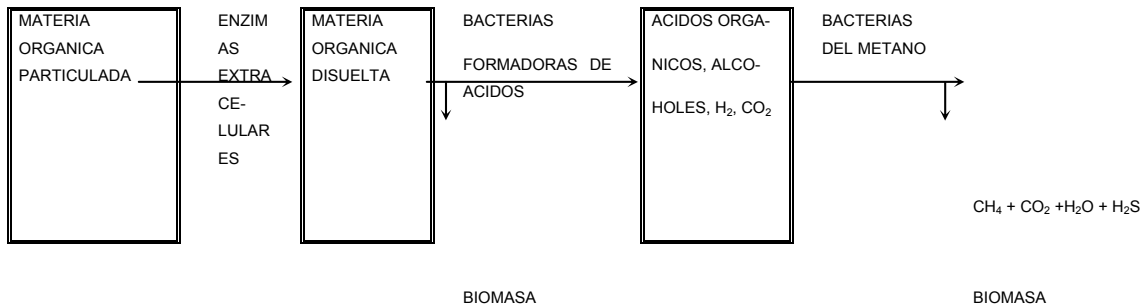 MATERIA
ORGANICA
PARTICULADA
ENZIM
AS
EXTRA
CE-
LULAR
ES
MATERIA
ORGANICA
DISUELTA
BACTERIAS
FORMADORAS DE
ACIDOS
ACIDOS ORGA-
NICOS, ALCO-
HOLES, H₂, CO₂
BACTERIAS
DEL METANO
CH₄ + CO₂ +H₂O + H₂S
BIOMASA
BIOMASA